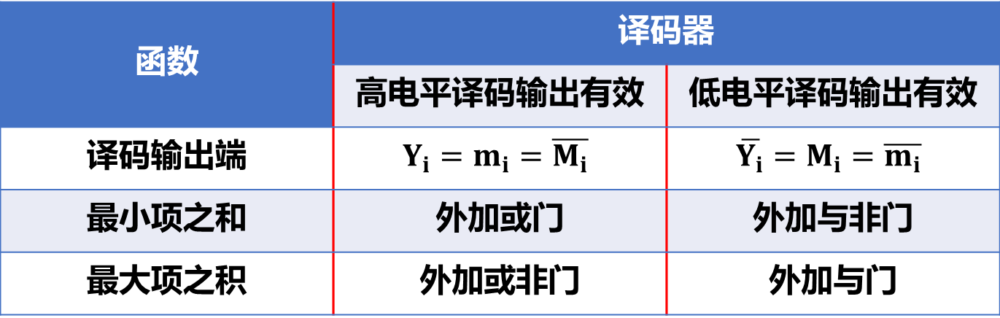 函数
译码器
高电平译码输出有效
低电平译码输出有效
译码输出端
$\mathbf{Y_i = m_i = \overline{M_i}}$
$\mathbf{\overline{Y_i} = M_i = \overline{m_i}}$
最小项之和
外加或门
外加与非门
最大项之积
外加或非门
外加与门